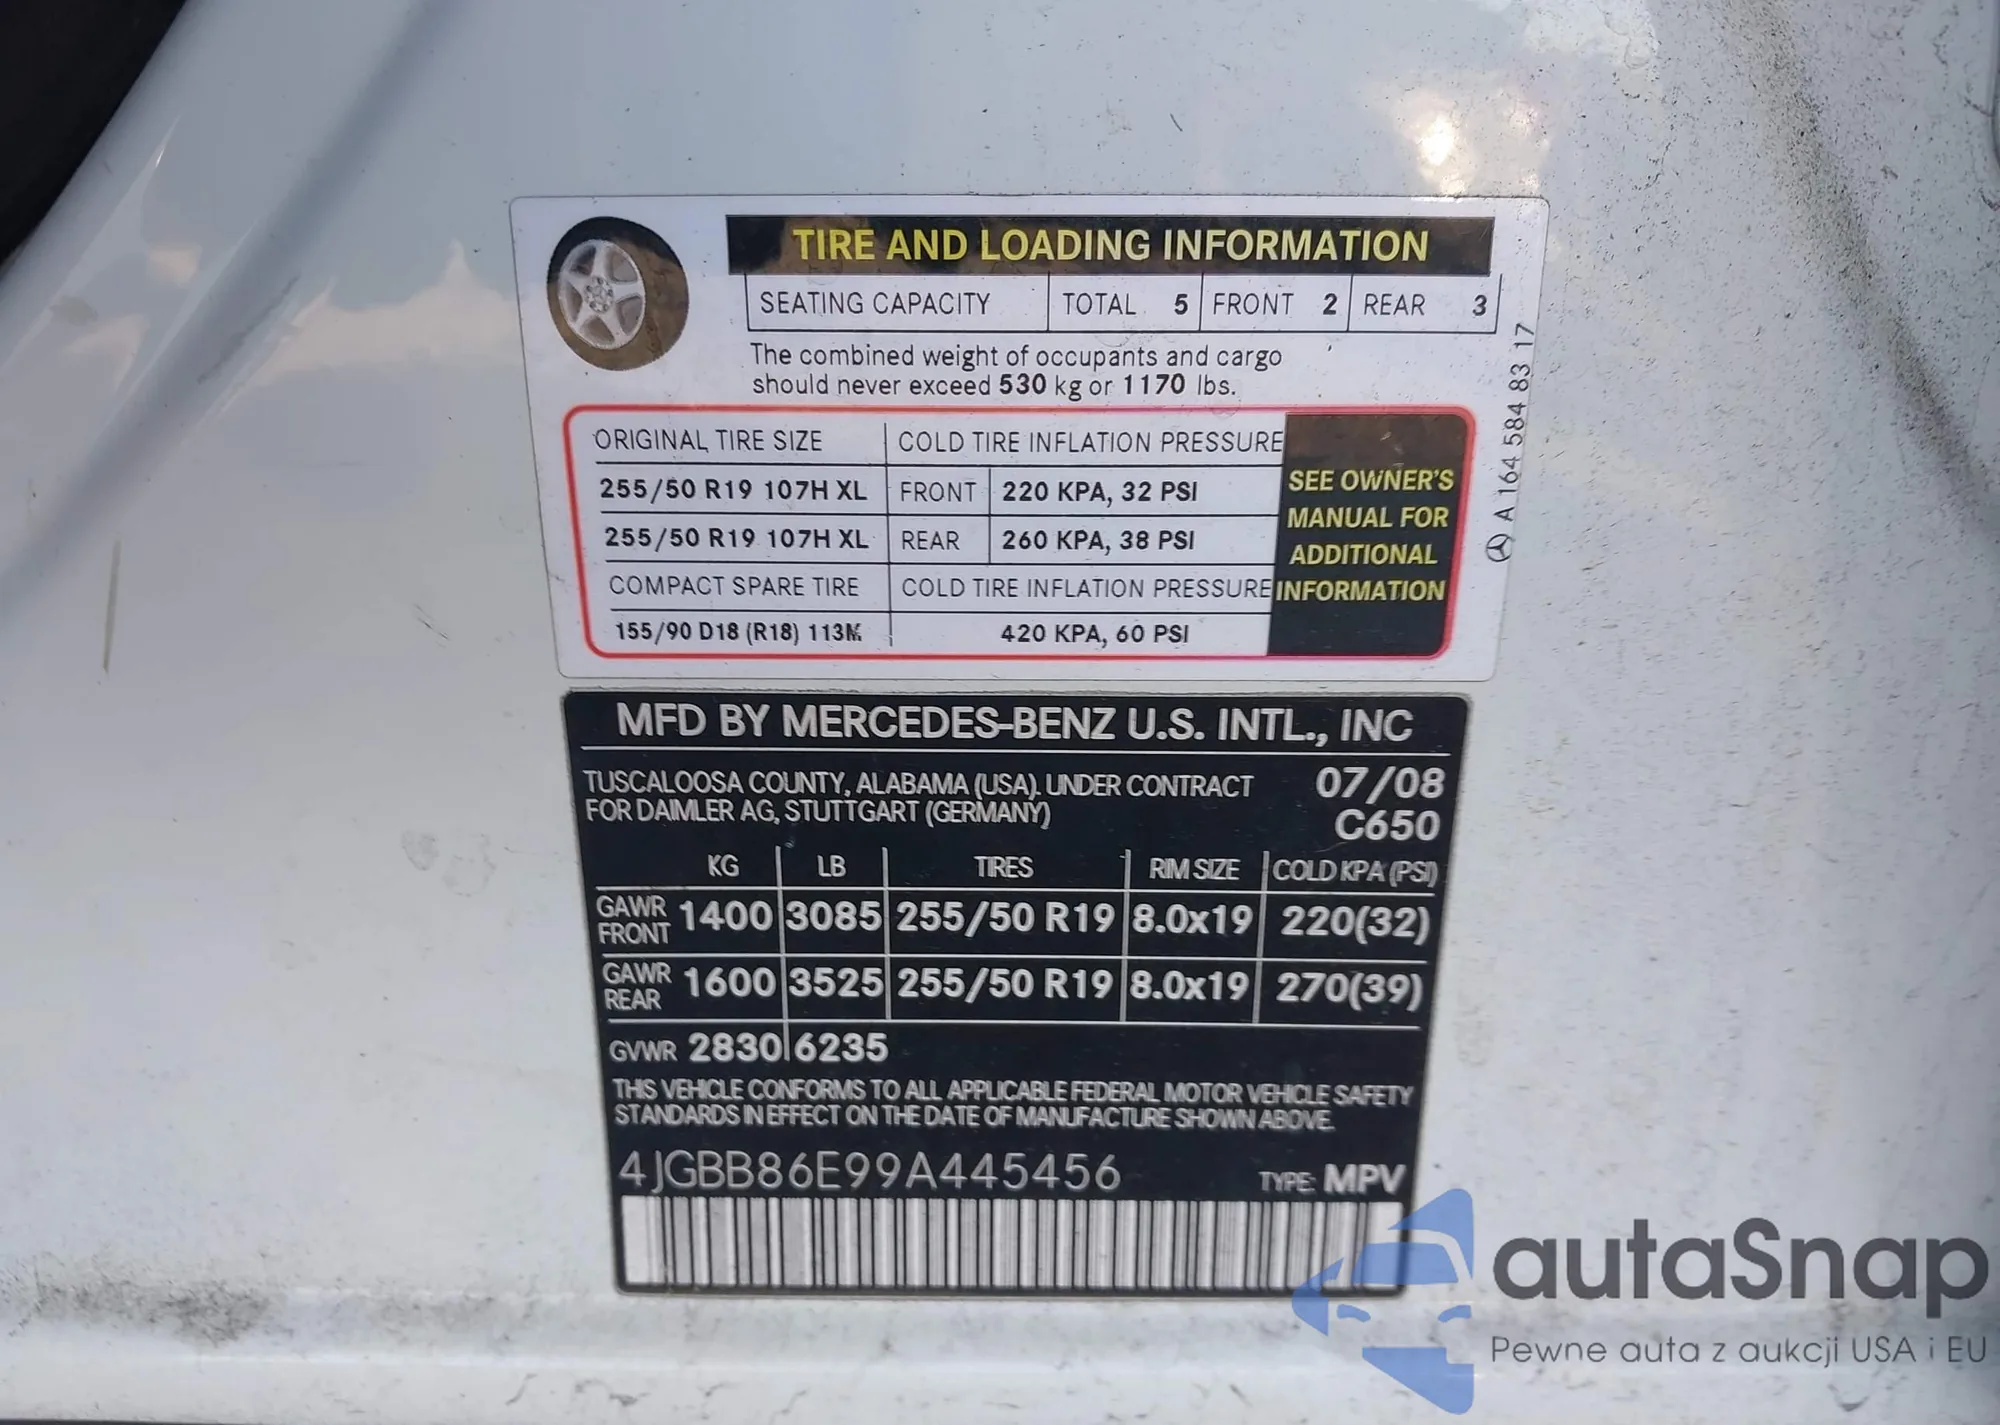 TIRE AND LOADING INFORMATION
SEATING CAPACITY TOTAL 5 FRONT 2 REAR 3
The combined weight of occupants and cargo
should never exceed 530 kg or 1170 lbs.
ORIGINAL TIRE SIZE COLD TIRE INFLATION PRESSURE
255/50 R19 107H XL FRONT 220 KPA, 32 PSI
255/50 R19 107H XL REAR 260 KPA, 38 PSI
COMPACT SPARE TIRE COLD TIRE INFLATION PRESSURE
155/90 D18 (R18) 113M 420 KPA, 60 PSI
SEE OWNER'S
MANUAL FOR
ADDITIONAL
INFORMATION
A 164 584 83 17
MFD BY MERCEDES-BENZ U.S. INTL., INC
TUSCALOOSA COUNTY, ALABAMA (USA). UNDER CONTRACT 07/08
FOR DAIMLER AG, STUTTGART (GERMANY) C650
KG LB TIRES RIM SIZE COLD KPA (PSI)
GAWR FRONT 1400 3085 255/50 R19 8.0x19 220(32)
GAWR REAR 1600 3525 255/50 R19 8.0x19 270(39)
GVWR 2830 6235
THIS VEHICLE CONFORMS TO ALL APPLICABLE FEDERAL MOTOR VEHICLE SAFETY
STANDARDS IN EFFECT ON THE DATE OF MANUFACTURE SHOWN ABOVE.
4JGBB86E99A445456 TYPE: MPV
autaSnap
Pewne auta z aukcji USA i EU